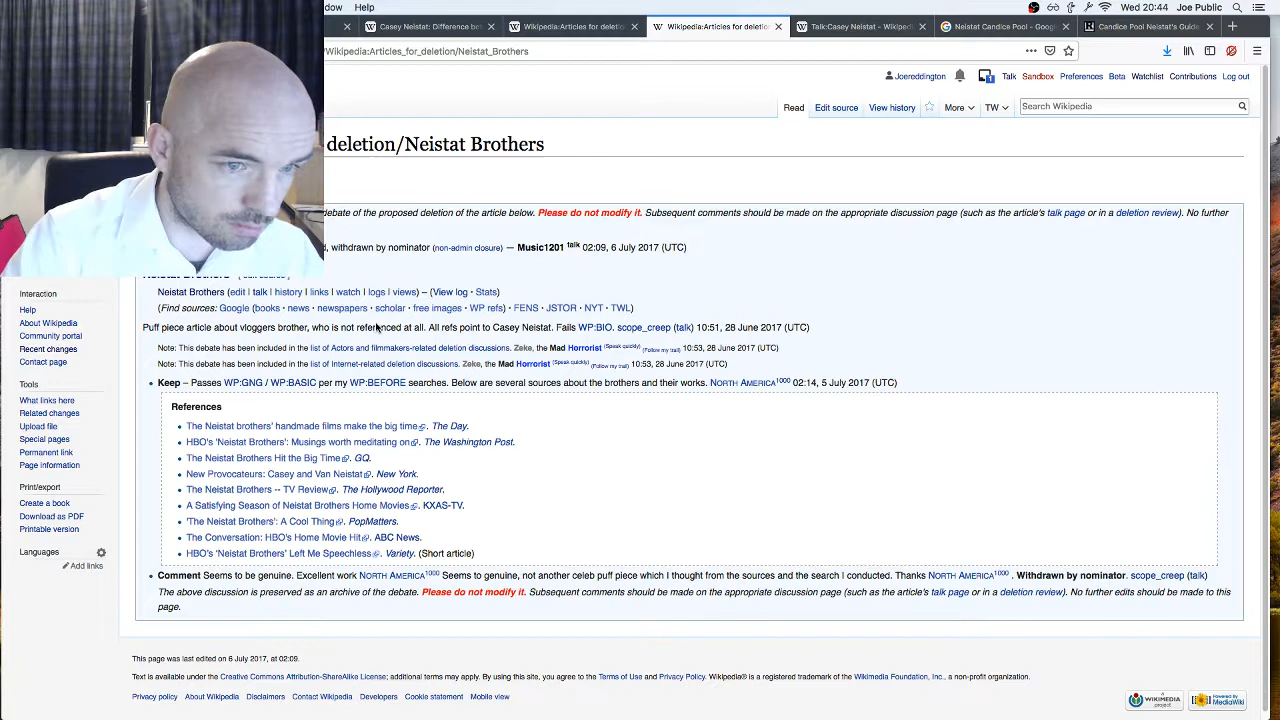 dow Help
Wed 20:44 Joe Public
Casey Neistat: Difference bet
Wikipedia:Articles for deletio
Wikipedia:Articles for deletio
Talk:Casey Neistat - Wikipedi
Neistat Candice Pool - Googl
Candice Pool Neistat's Guide
/Wikipedia:Articles_for_deletion/Neistat_Brothers
Joereddington Talk Sandbox Preferences Beta Watchlist Contributions Log out
Read Edit source View history More TW Search Wikipedia
deletion/Neistat Brothers
debate of the proposed deletion of the article below. Please do not modify it. Subsequent comments should be made on the appropriate discussion page (such as the article's talk page or in a deletion review). No further
d, withdrawn by nominator (non-admin closure) — Music1201 talk 02:09, 6 July 2017 (UTC)
Neistat Brothers (edit | talk | history | links | watch | logs | views) – (View log · Stats)
(Find sources: Google (books · news · newspapers · scholar · free images · WP refs) · FENS · JSTOR · NYT · TWL)
Puff piece article about vloggers brother, who is not referenced at all. All refs point to Casey Neistat. Fails WP:BIO. scope_creep (talk) 10:51, 28 June 2017 (UTC)
Note: This debate has been included in the list of Actors and filmmakers-related deletion discussions. Zeke, the Mad Horrorist (Speak quickly) (Follow my trail) 10:53, 28 June 2017 (UTC)
Note: This debate has been included in the list of Internet-related deletion discussions. Zeke, the Mad Horrorist (Speak quickly) (Follow my trail) 10:53, 28 June 2017 (UTC)
• Keep – Passes WP:GNG / WP:BASIC per my WP:BEFORE searches. Below are several sources about the brothers and their works. North America1000 02:14, 5 July 2017 (UTC)
References
• The Neistat brothers' handmade films make the big time. The Day.
• HBO's 'Neistat Brothers': Musings worth meditating on. The Washington Post.
• The Neistat Brothers Hit the Big Time. GQ.
• New Provocateurs: Casey and Van Neistat. New York.
• The Neistat Brothers -- TV Review. The Hollywood Reporter.
• A Satisfying Season of Neistat Brothers Home Movies. KXAS-TV.
• 'The Neistat Brothers': A Cool Thing. PopMatters.
• The Conversation: HBO's Home Movie Hit. ABC News.
• HBO's 'Neistat Brothers' Left Me Speechless. Variety. (Short article)
• Comment Seems to be genuine. Excellent work North America1000 Seems to genuine, not another celeb puff piece which I thought from the sources and the search I conducted. Thanks North America1000 . Withdrawn by nominator. scope_creep (talk)
The above discussion is preserved as an archive of the debate. Please do not modify it. Subsequent comments should be made on the appropriate discussion page (such as the article's talk page or in a deletion review). No further edits should be made to this
page.
Interaction
Help
About Wikipedia
Community portal
Recent changes
Contact page
Tools
What links here
Related changes
Upload file
Special pages
Permanent link
Page information
Print/export
Create a book
Download as PDF
Printable version
Languages
Add links
This page was last edited on 6 July 2017, at 02:09.
Text is available under the Creative Commons Attribution-ShareAlike License; additional terms may apply. By using this site, you agree to the Terms of Use and Privacy Policy. Wikipedia® is a registered trademark of the Wikimedia Foundation, Inc., a non-profit organization.
Privacy policy About Wikipedia Disclaimers Contact Wikipedia Developers Cookie statement Mobile view
WIKIMEDIA project
Powered By MediaWiki